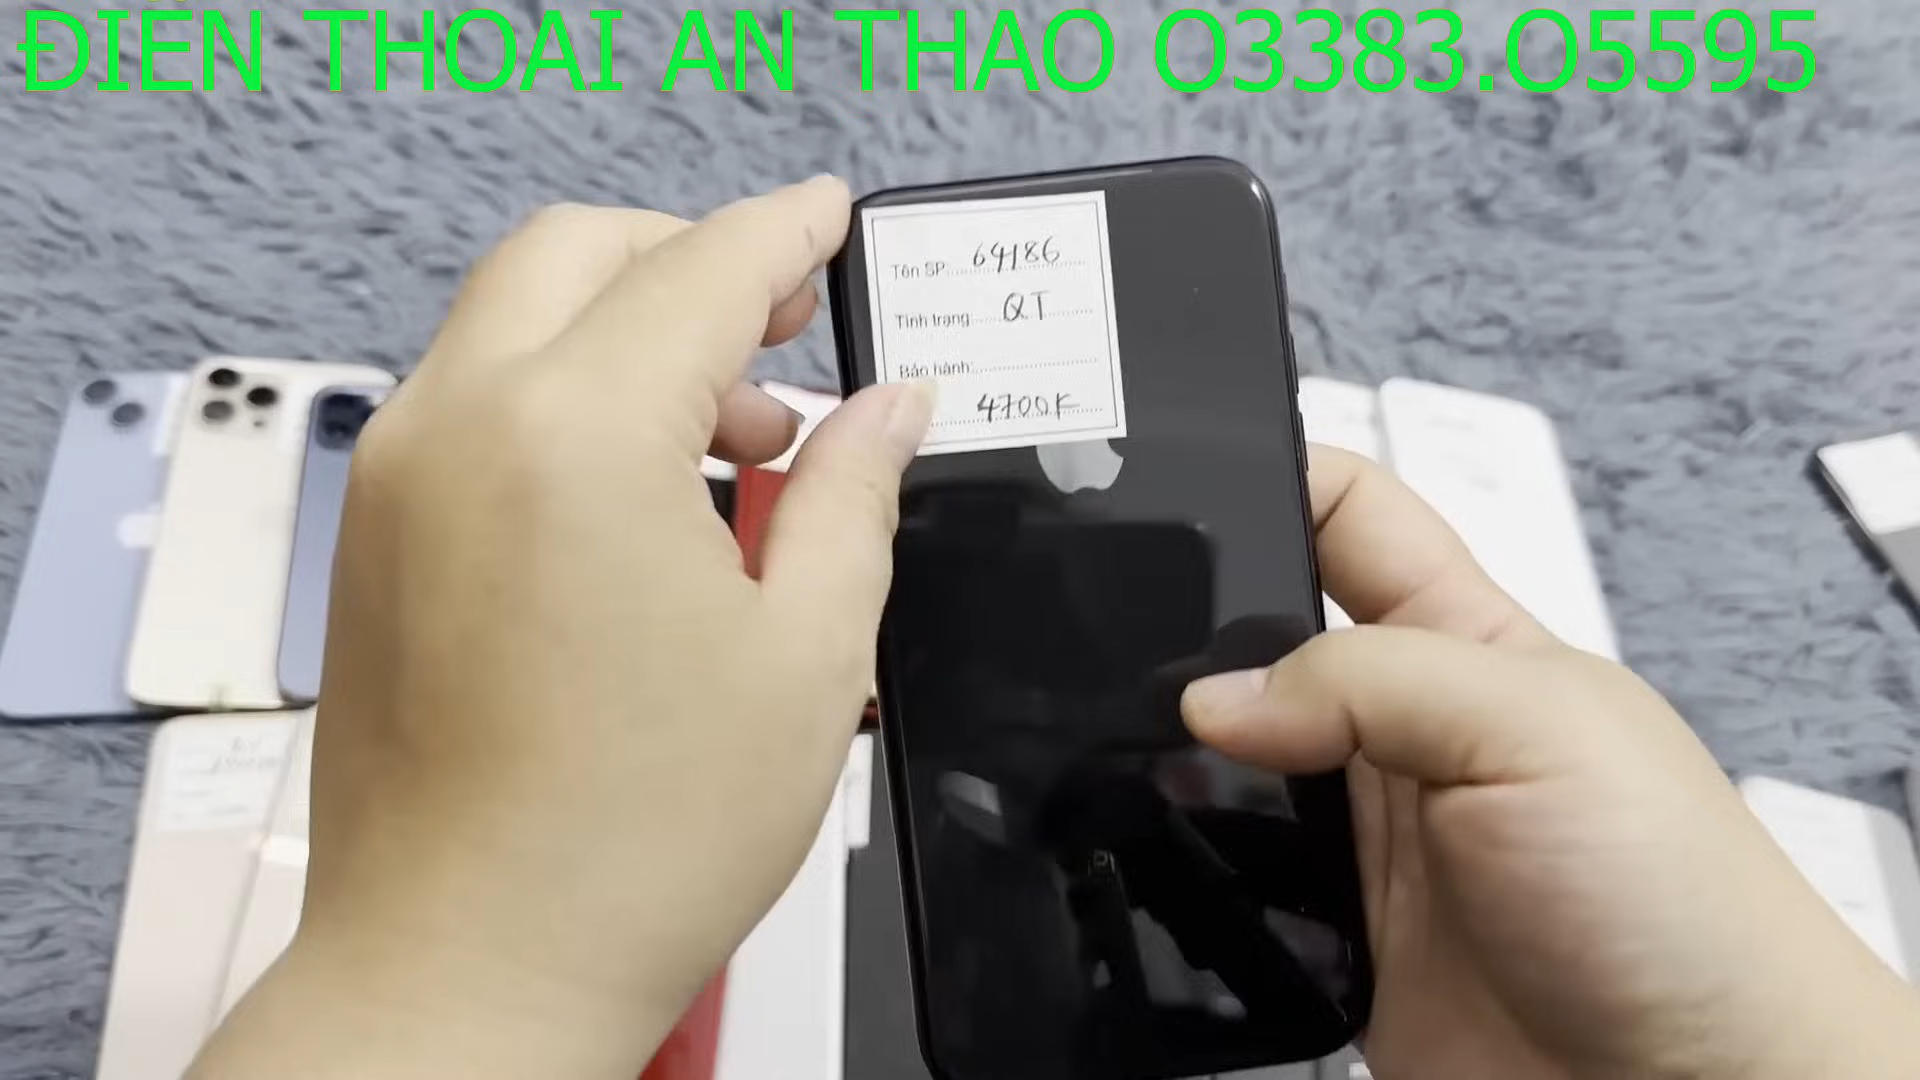 ĐIỆN THOẠI AN THAO O3383.O5595
Tên SP 64186
Tình trạng: QT
Bảo hành:
4700K